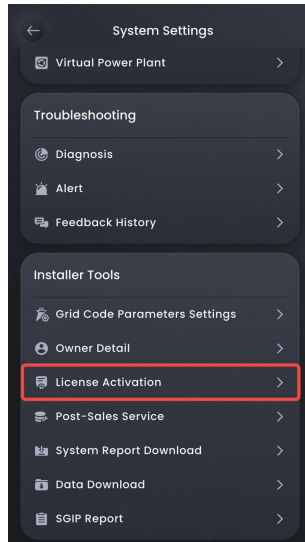 System Settings
Virtual Power Plant
Troubleshooting
Diagnosis
Alert
Feedback History
Installer Tools
Grid Code Parameters Settings
Owner Detail
License Activation
Post-Sales Service
System Report Download
Data Download
SGIP Report